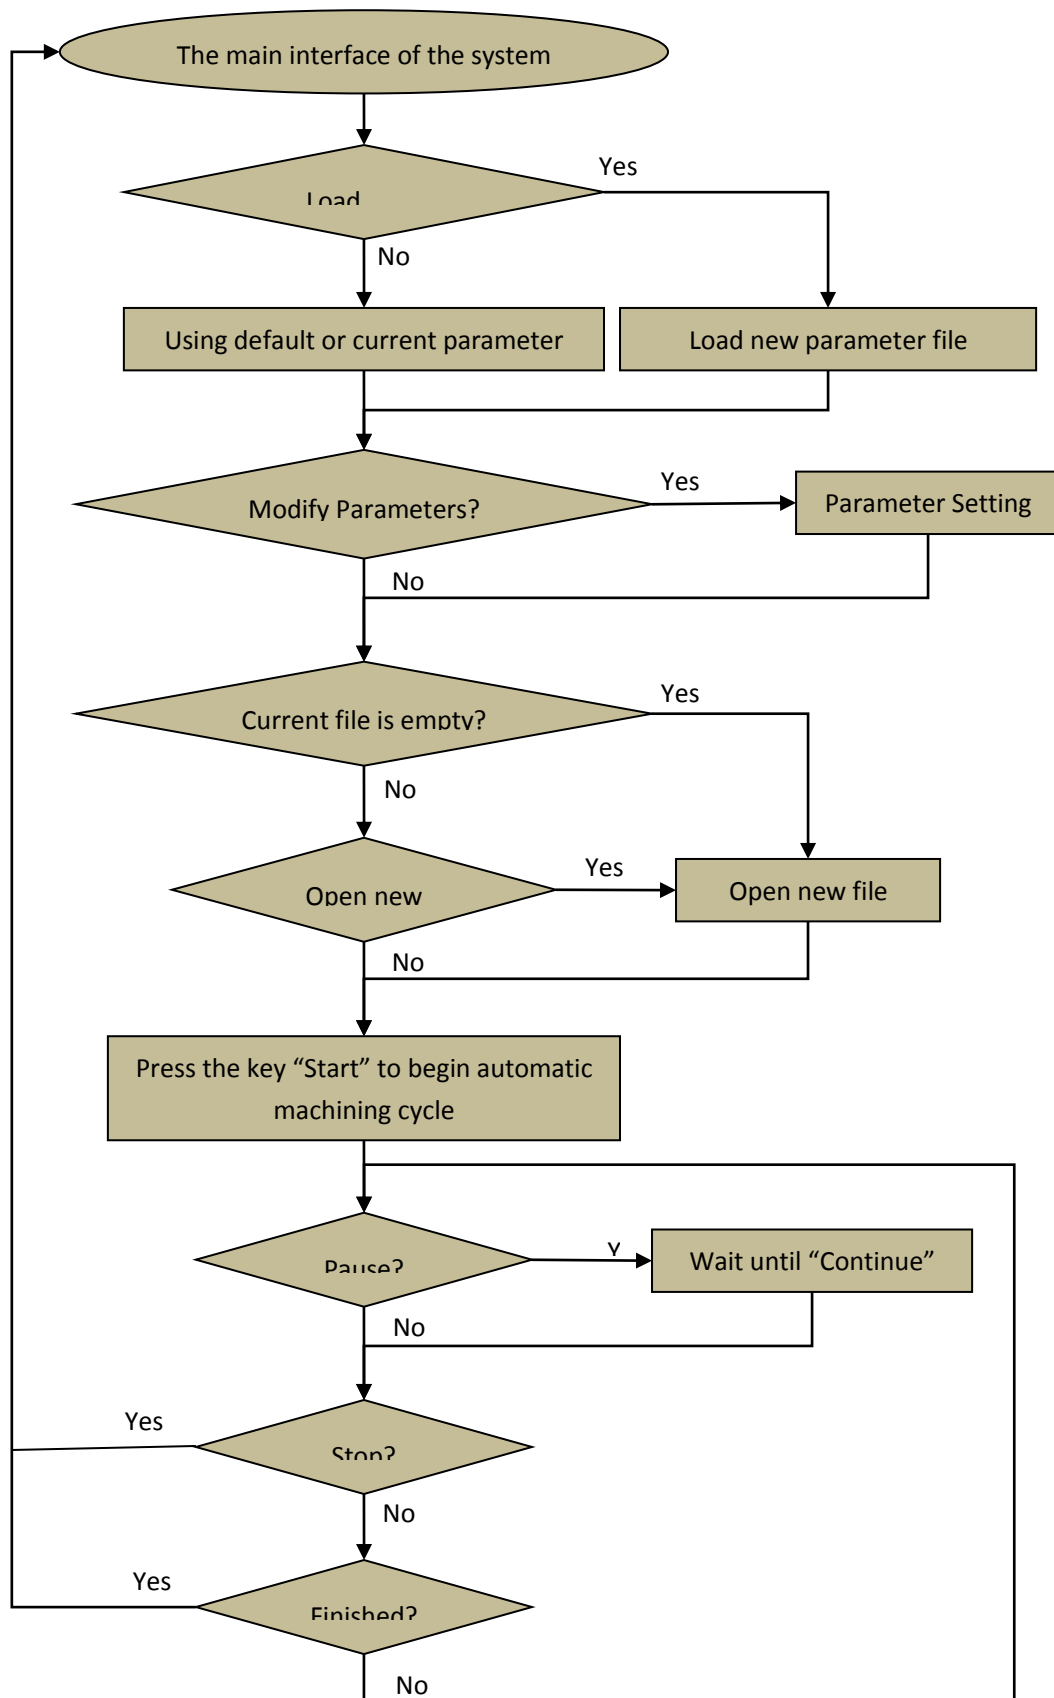 The main interface of the system
Load
Yes
No
Using default or current parameter
Load new parameter file
Modify Parameters?
Yes
Parameter Setting
No
Current file is empty?
Yes
No
Open new
Yes
Open new file
No
Press the key “Start” to begin automatic
machining cycle
Pause?
Y
Wait until “Continue”
No
Yes
Stop?
No
Yes
Finished?
No